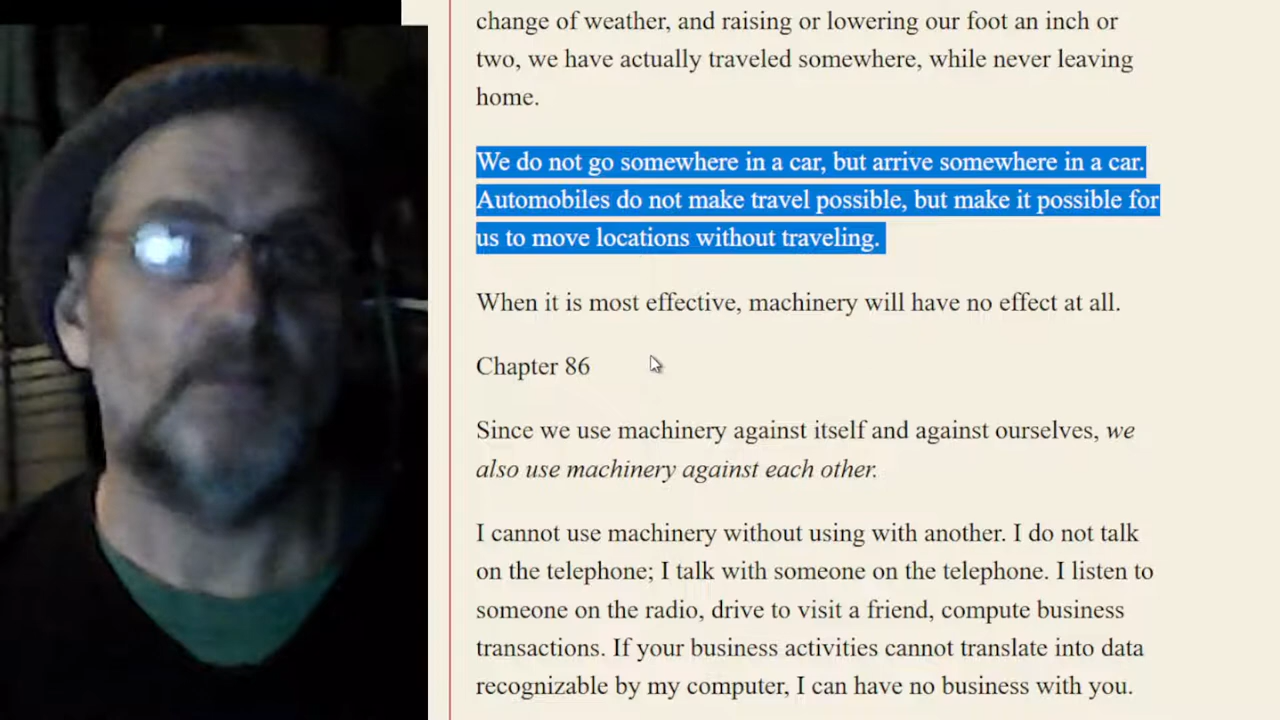 change of weather, and raising or lowering our foot an inch or
two, we have actually traveled somewhere, while never leaving
home.
We do not go somewhere in a car, but arrive somewhere in a car.
Automobiles do not make travel possible, but make it possible for
us to move locations without traveling.
When it is most effective, machinery will have no effect at all.
Chapter 86
Since we use machinery against itself and against ourselves, we
also use machinery against each other.
I cannot use machinery without using with another. I do not talk
on the telephone; I talk with someone on the telephone. I listen to
someone on the radio, drive to visit a friend, compute business
transactions. If your business activities cannot translate into data
recognizable by my computer, I can have no business with you.